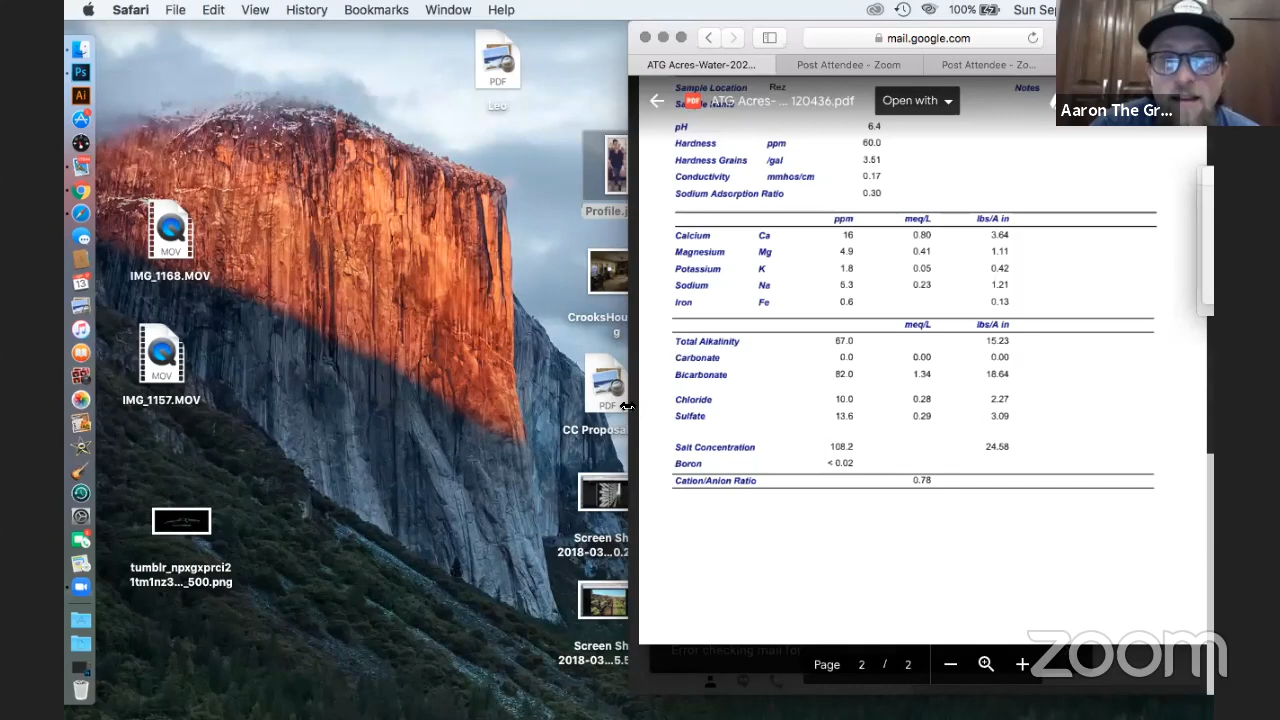 Safari File Edit View History Bookmarks Window Help
100% Sun Sep
PDF
Leo
Profile.j
MOV
IMG_1168.MOV
CrooksHou
g
MOV
IMG_1157.MOV
PDF
CC Proposa
Screen Sh
2018-03...0.2
tumblr_npxgxprci2
1tm1nz3..._500.png
Screen Sh
2018-03...5.5
mail.google.com
ATG Acres-Water-202... Post Attendee - Zoom Post Attendee - Zo...
Sample Location Rez Notes
ATG Acres- ... 120436.pdf Open with
pH 6.4
Hardness ppm 60.0
Hardness Grains /gal 3.51
Conductivity mmhos/cm 0.17
Sodium Adsorption Ratio 0.30
ppm meq/L lbs/A in
Calcium Ca 16 0.80 3.64
Magnesium Mg 4.9 0.41 1.11
Potassium K 1.8 0.05 0.42
Sodium Na 5.3 0.23 1.21
Iron Fe 0.6 0.13
meq/L lbs/A in
Total Alkalinity 67.0 15.23
Carbonate 0.0 0.00 0.00
Bicarbonate 82.0 1.34 18.64
Chloride 10.0 0.28 2.27
Sulfate 13.6 0.29 3.09
Salt Concentration 108.2 24.58
Boron < 0.02
Cation/Anion Ratio 0.78
Error checking mail for
Page 2 / 2
Aaron The Gr...
zoom